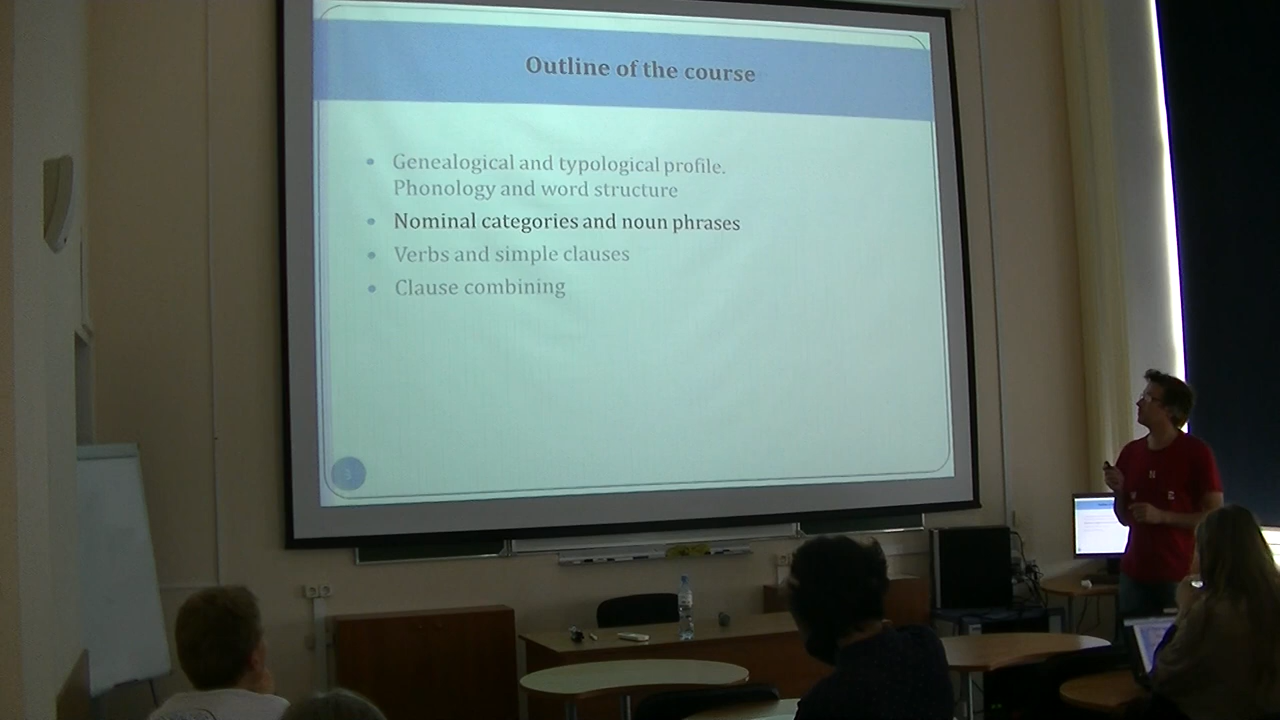 Outline of the course
• Genealogical and typological profile.
Phonology and word structure
• Nominal categories and noun phrases
• Verbs and simple clauses
• Clause combining
3
N
E